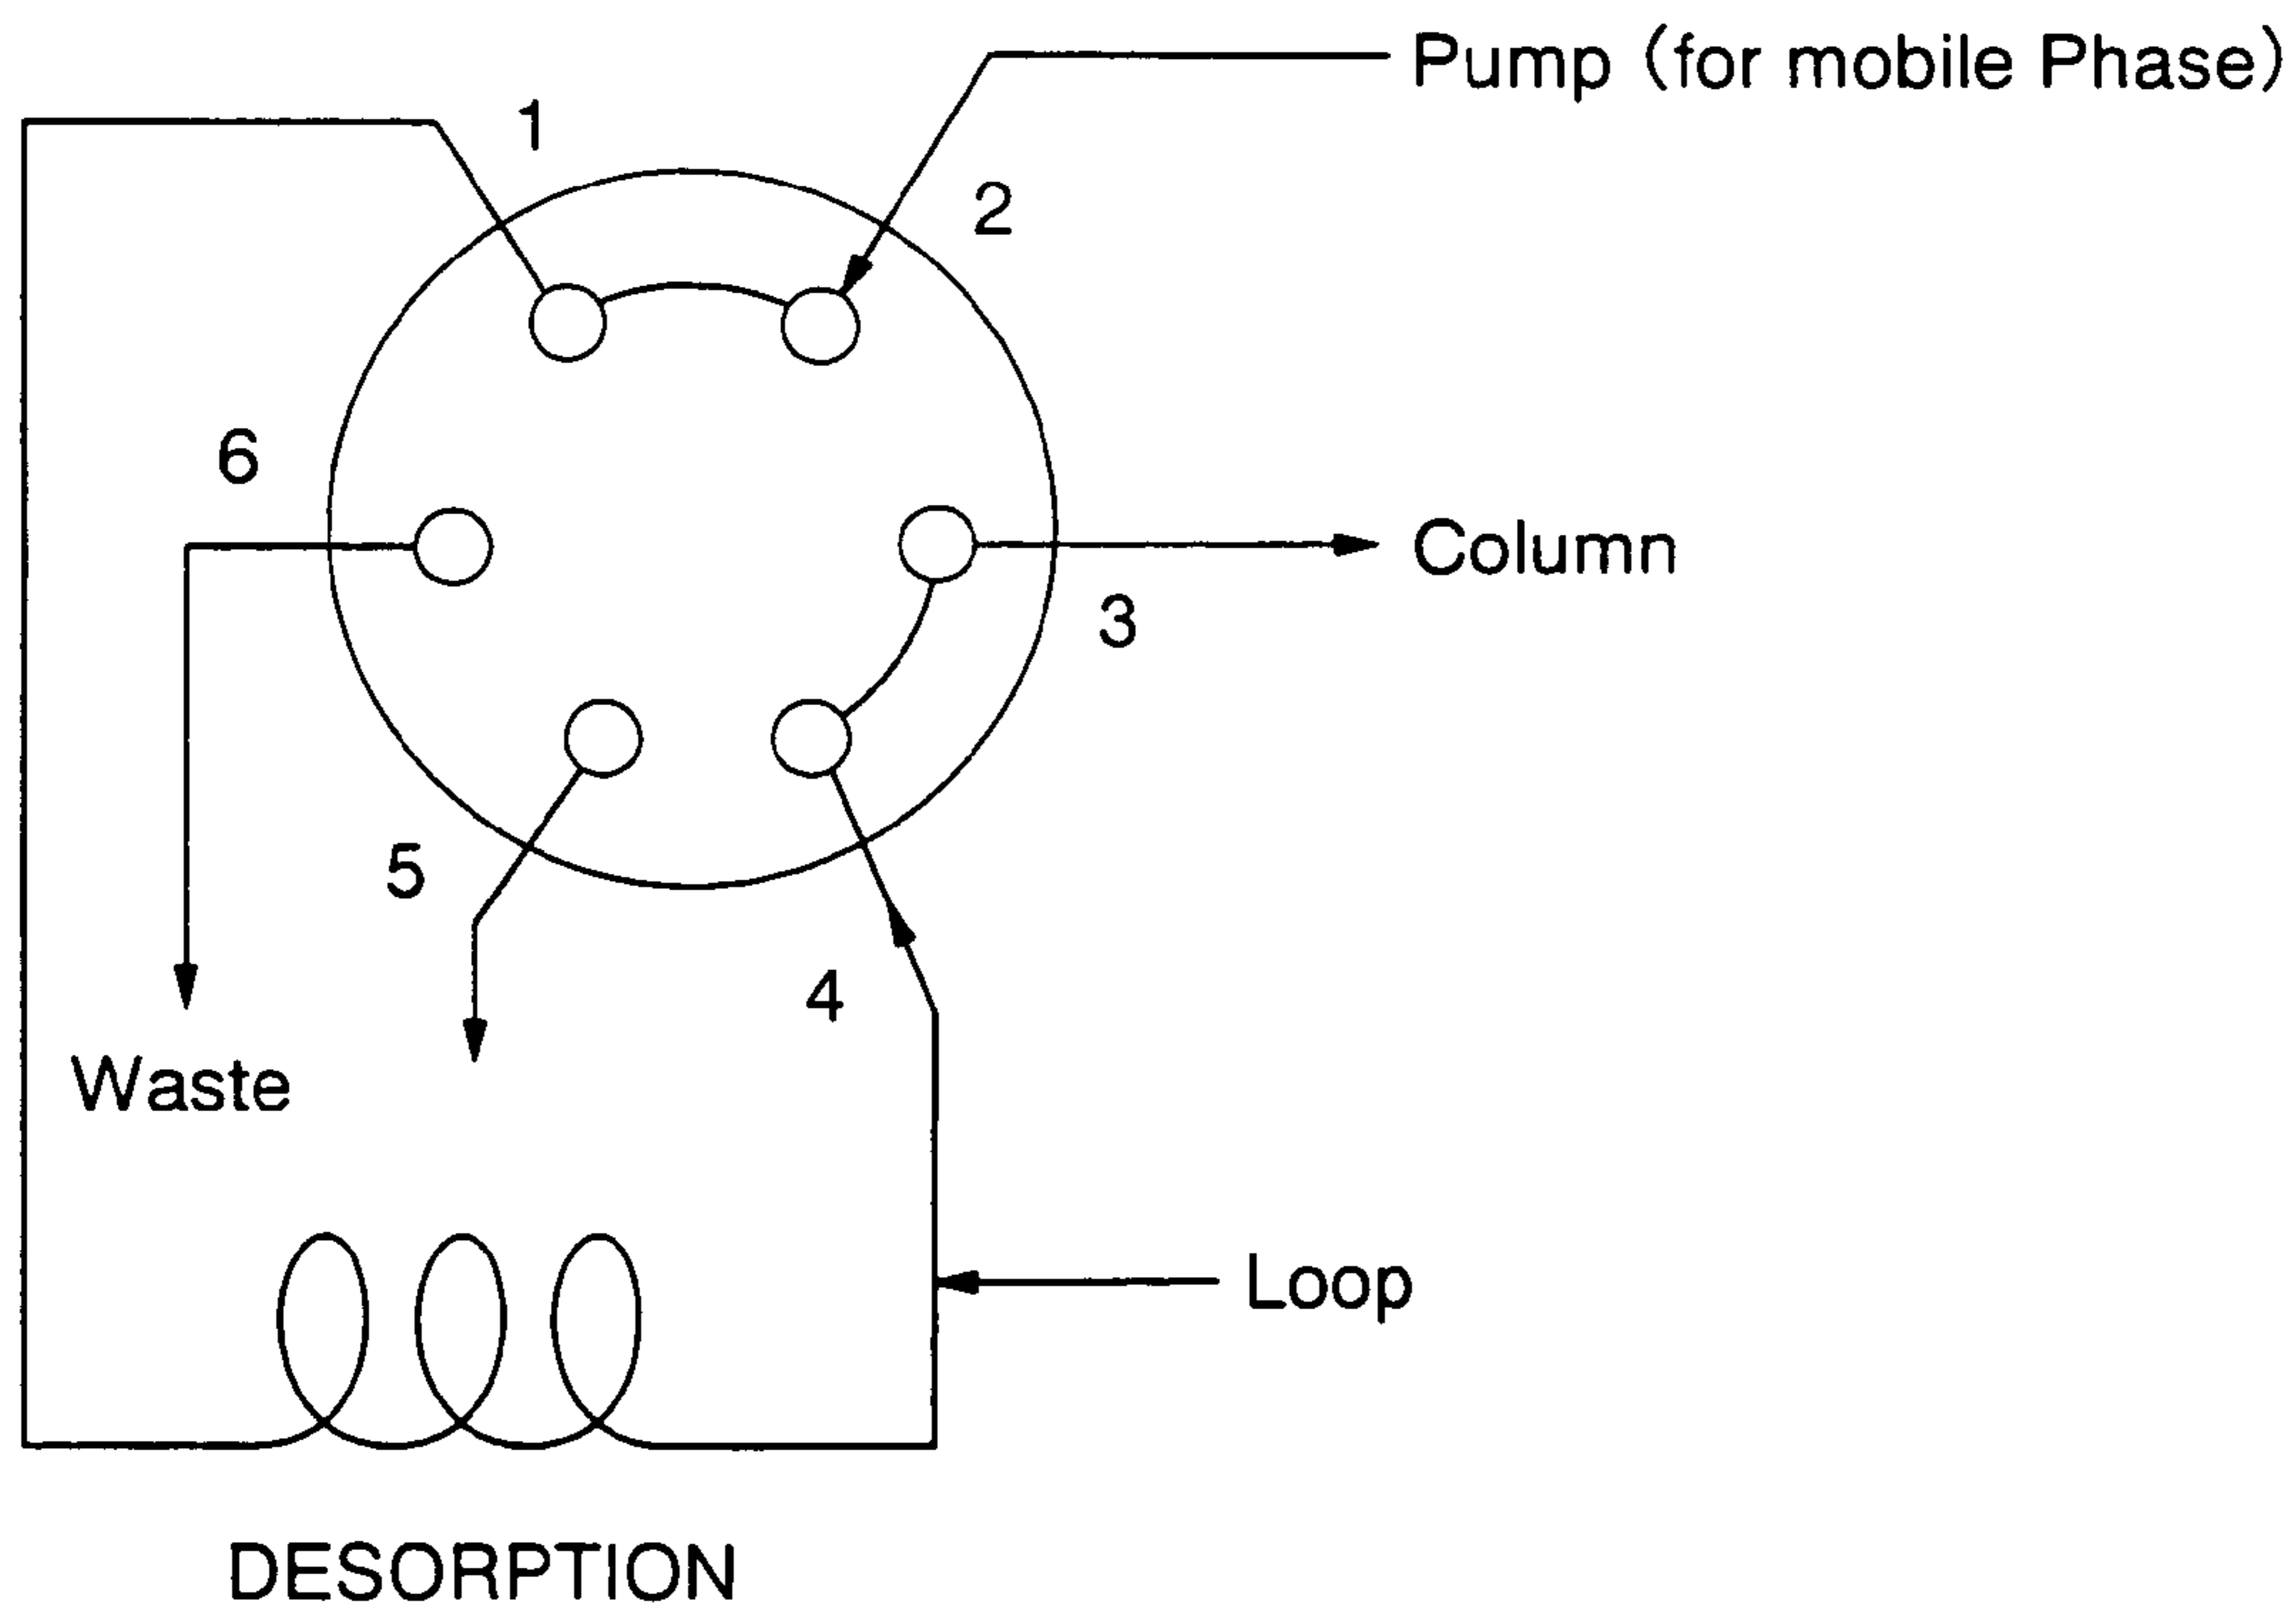 Pump (for mobile Phase)
1
2
6
Column
3
5
4
Waste
Loop
DESORPTION